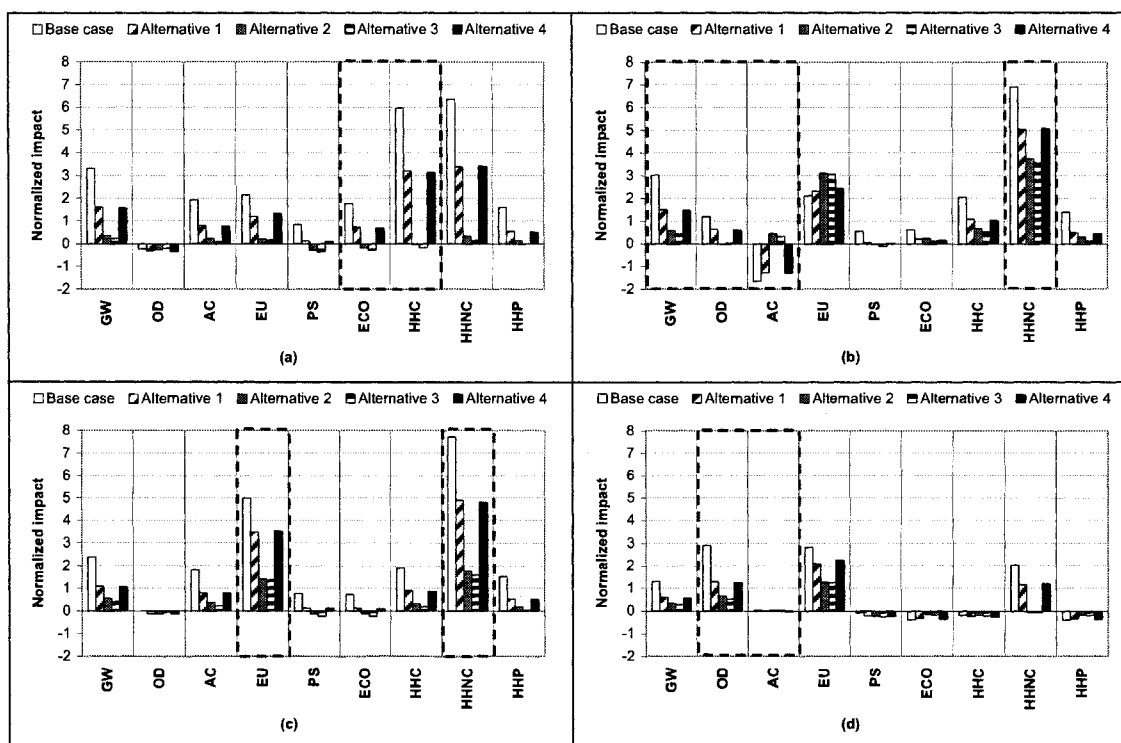 Base case Alternative 1 Alternative 2 Alternative 3 Alternative 4
Normalized impact
8
7
6
5
4
3
2
1
0
-1
-2
GW OD AC EU PS ECO HHC HHNC HHP
(a)
Base case Alternative 1 Alternative 2 Alternative 3 Alternative 4
Normalized impact
8
7
6
5
4
3
2
1
0
-1
-2
GW OD AC EU PS ECO HHC HHNC HHP
(b)
Base case Alternative 1 Alternative 2 Alternative 3 Alternative 4
Normalized impact
8
7
6
5
4
3
2
1
0
-1
-2
GW OD AC EU PS ECO HHC HHNC HHP
(c)
Base case Alternative 1 Alternative 2 Alternative 3 Alternative 4
Normalized impact
8
7
6
5
4
3
2
1
0
-1
-2
GW OD AC EU PS ECO HHC HHNC HHP
(d)